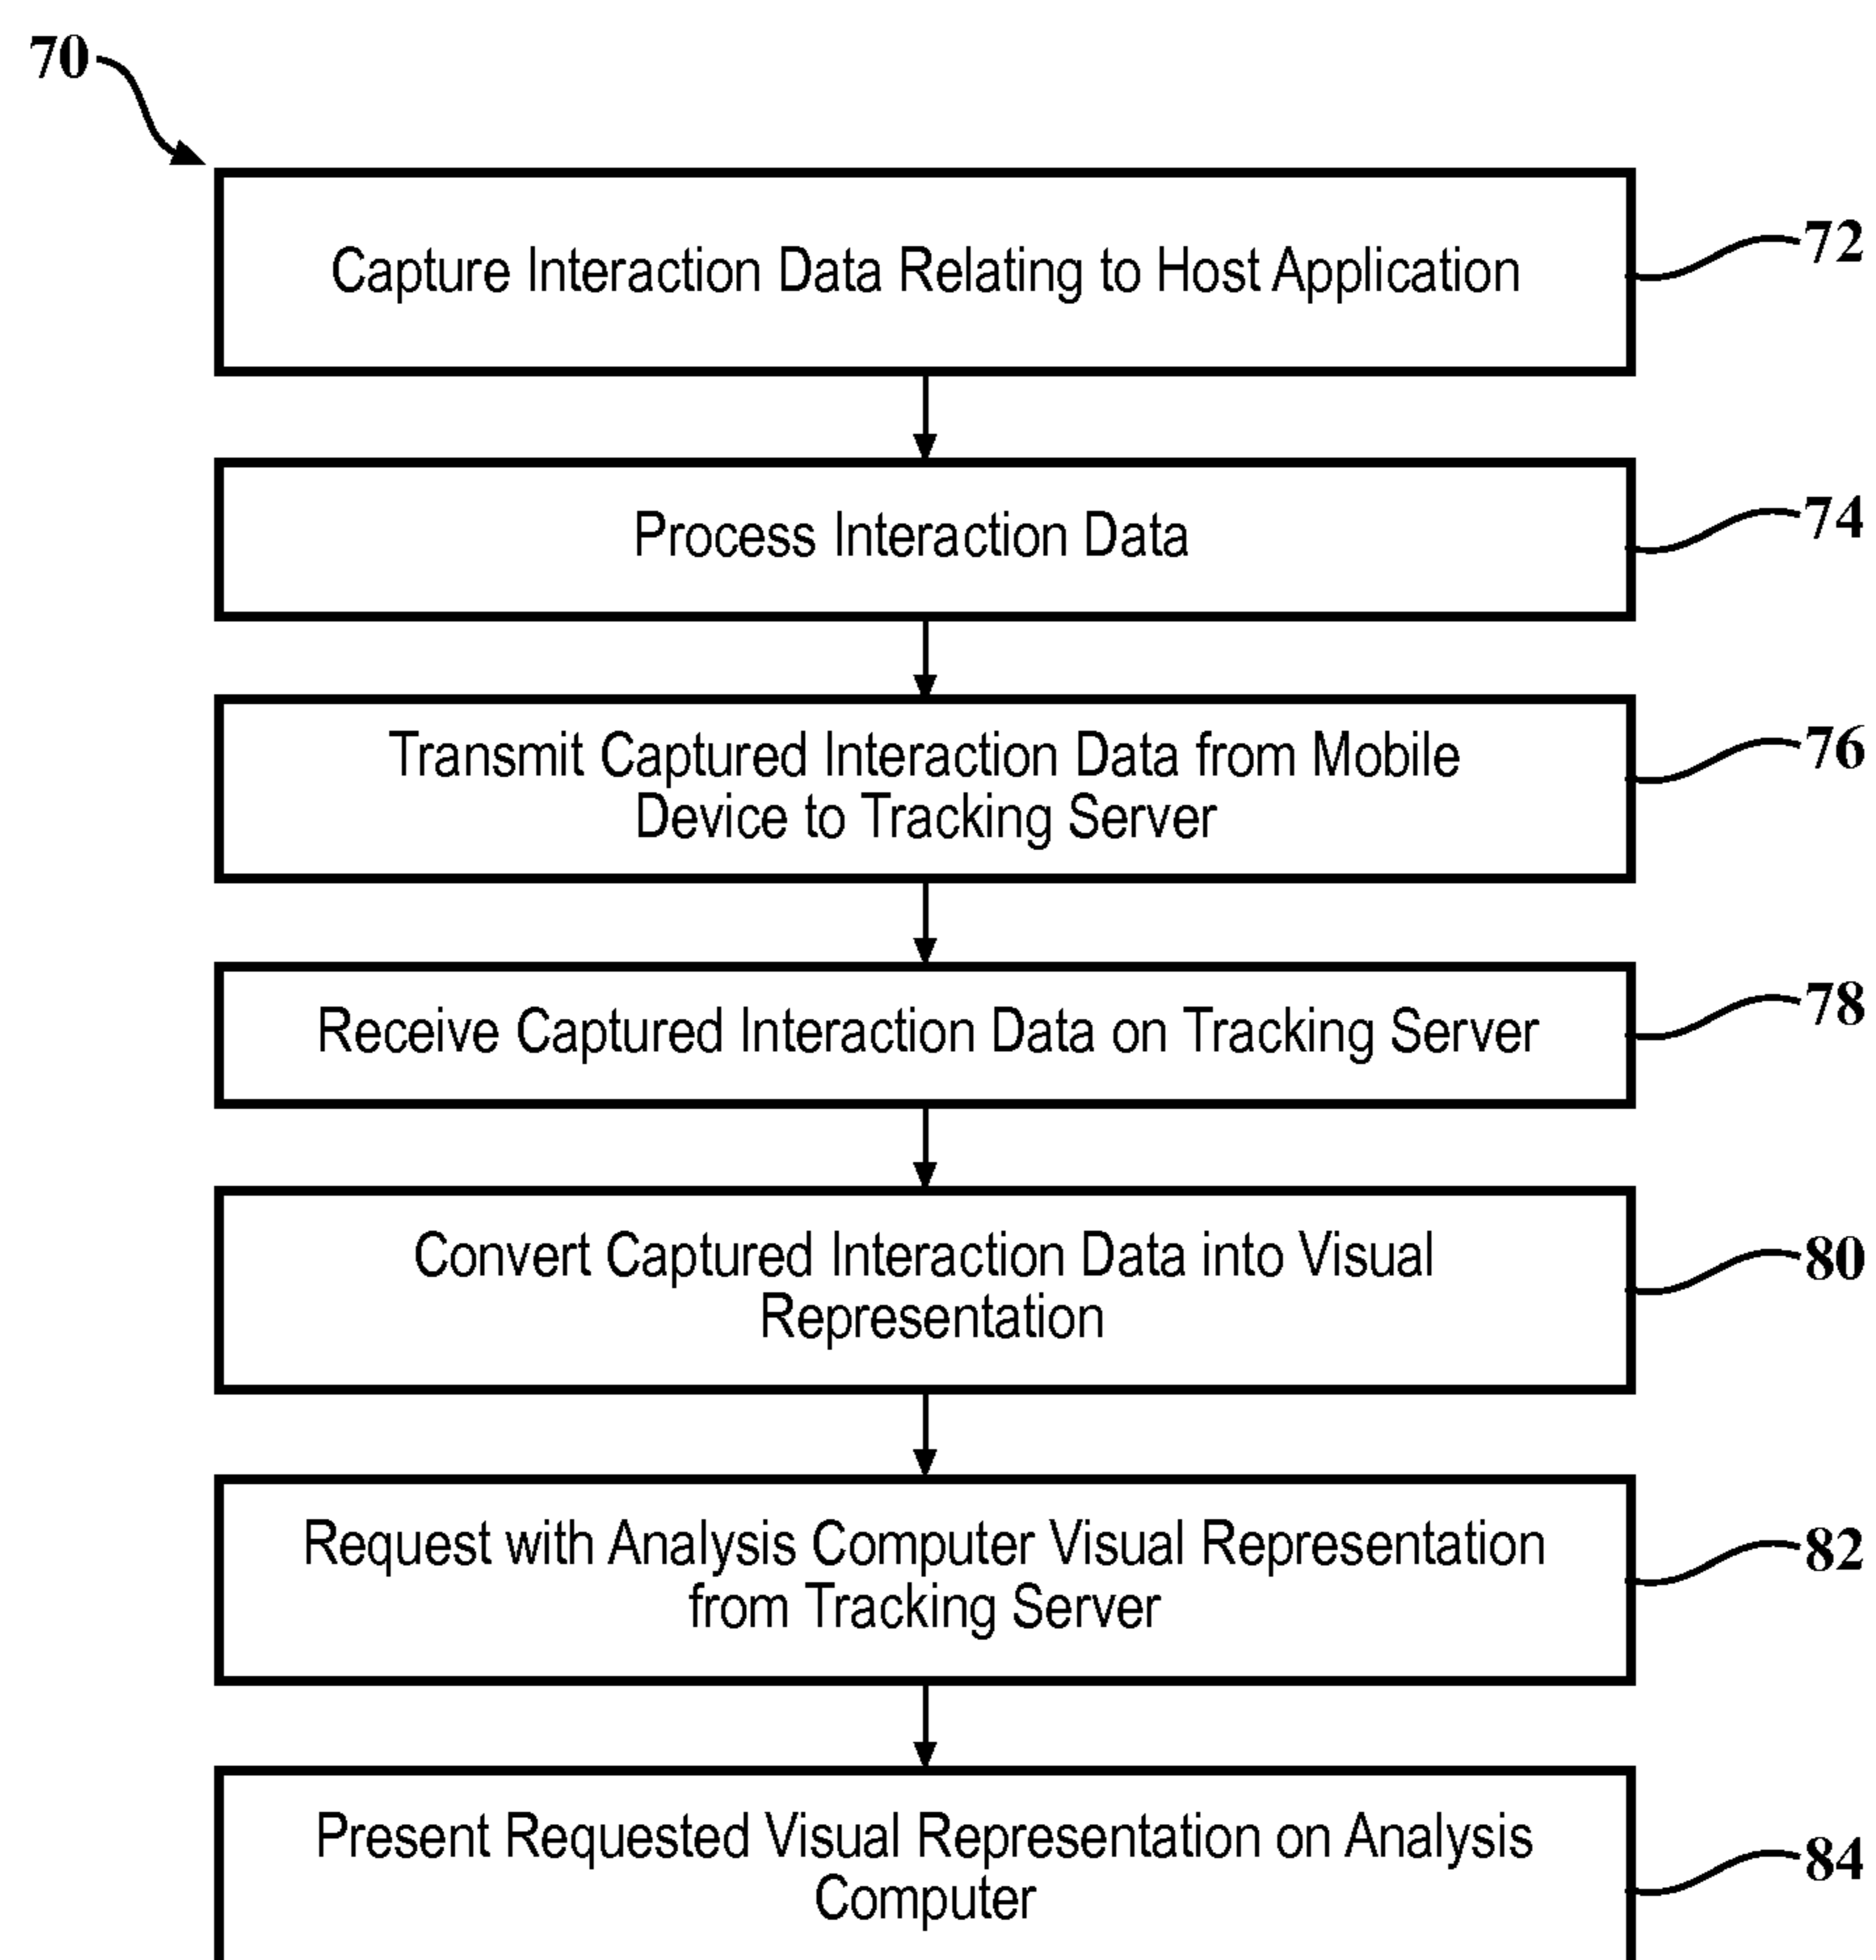 70
Capture Interaction Data Relating to Host Application
72
Process Interaction Data
74
Transmit Captured Interaction Data from Mobile
Device to Tracking Server
76
Receive Captured Interaction Data on Tracking Server
78
Convert Captured Interaction Data into Visual
Representation
80
Request with Analysis Computer Visual Representation
from Tracking Server
82
Present Requested Visual Representation on Analysis
Computer
84